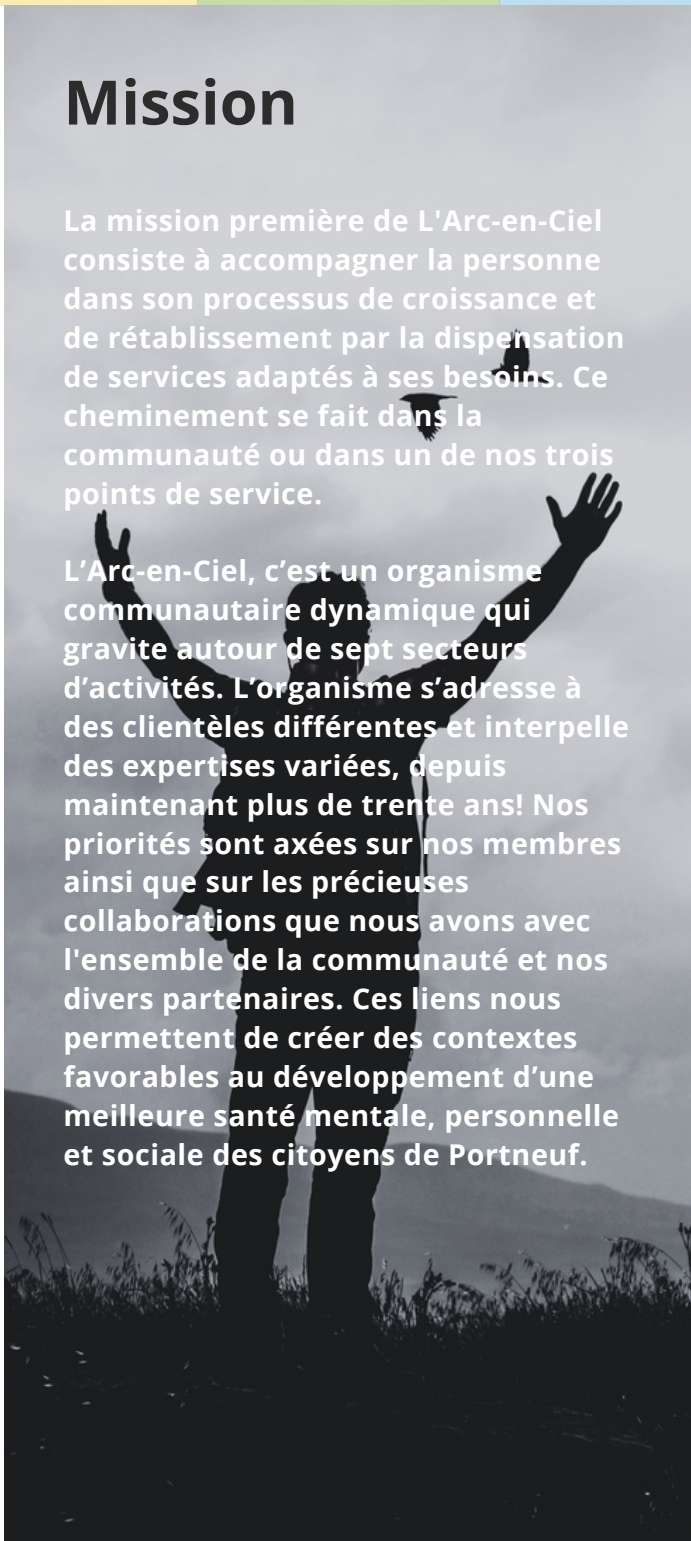 Mission
La mission première de L'Arc-en-Ciel
consiste à accompagner la personne
dans son processus de croissance et
de rétablissement par la dispensation
de services adaptés à ses besoins. Ce
cheminement se fait dans la
communauté ou dans un de nos trois
points de service.
L’Arc-en-Ciel, c’est un organisme
communautaire dynamique qui
gravite autour de sept secteurs
d’activités. L’organisme s’adresse à
des clientèles différentes et interpelle
des expertises variées, depuis
maintenant plus de trente ans! Nos
priorités sont axées sur nos membres
ainsi que sur les précieuses
collaborations que nous avons avec
l'ensemble de la communauté et nos
divers partenaires. Ces liens nous
permettent de créer des contextes
favorables au développement d’une
meilleure santé mentale, personnelle
et sociale des citoyens de Portneuf.